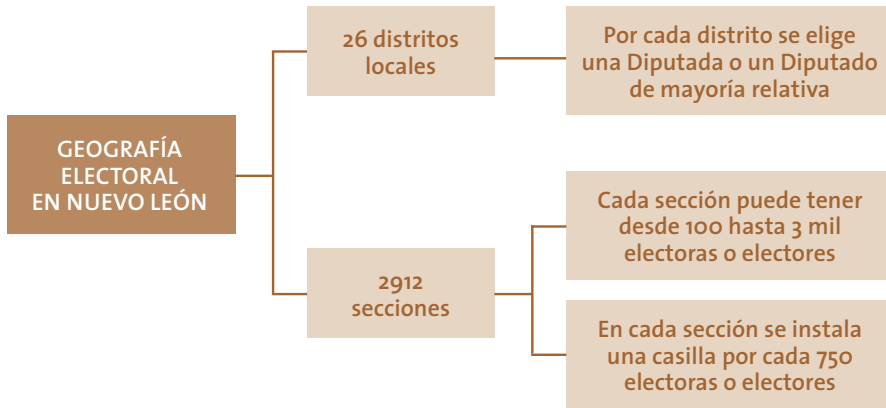 GEOGRAFÍA
ELECTORAL
EN NUEVO LEÓN
26 distritos
locales
Por cada distrito se elige
una Diputada o un Diputado
de mayoría relativa
2912
secciones
Cada sección puede tener
desde 100 hasta 3 mil
electoras o electores
En cada sección se instala
una casilla por cada 750
electoras o electores